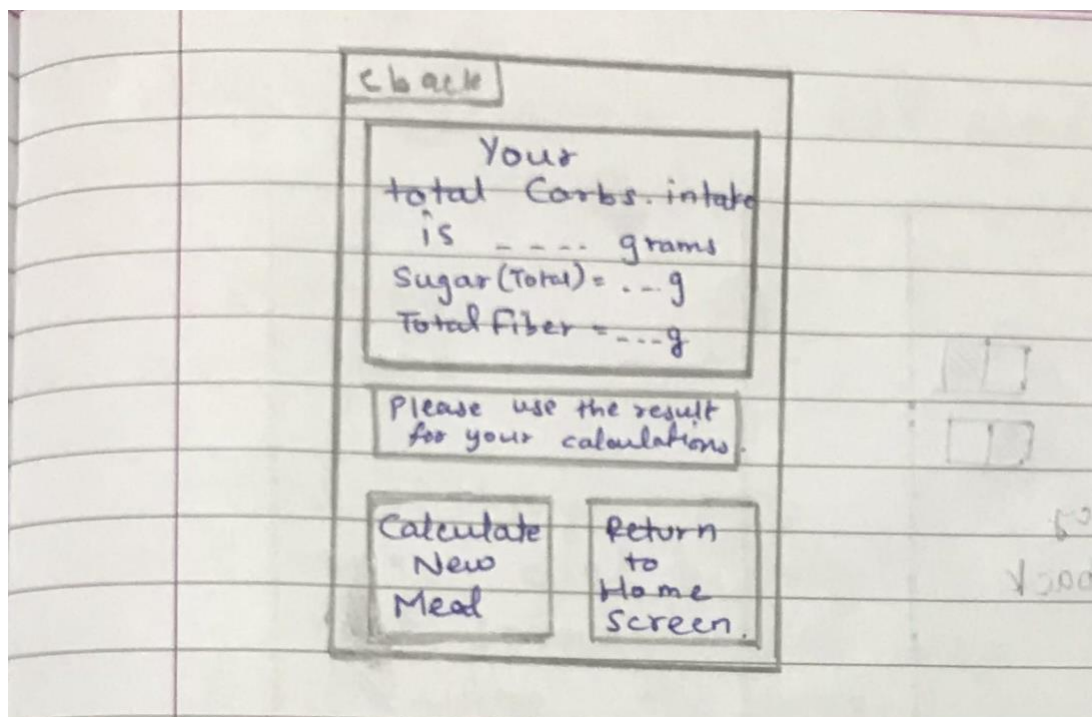 < back
Your
total Carbs. intake
is ---- grams
Sugar (Total) = ---g
Total Fiber = ----g
Please use the result
for your calculations.
Calculate
New
Meal
Return
to
Home
Screen.